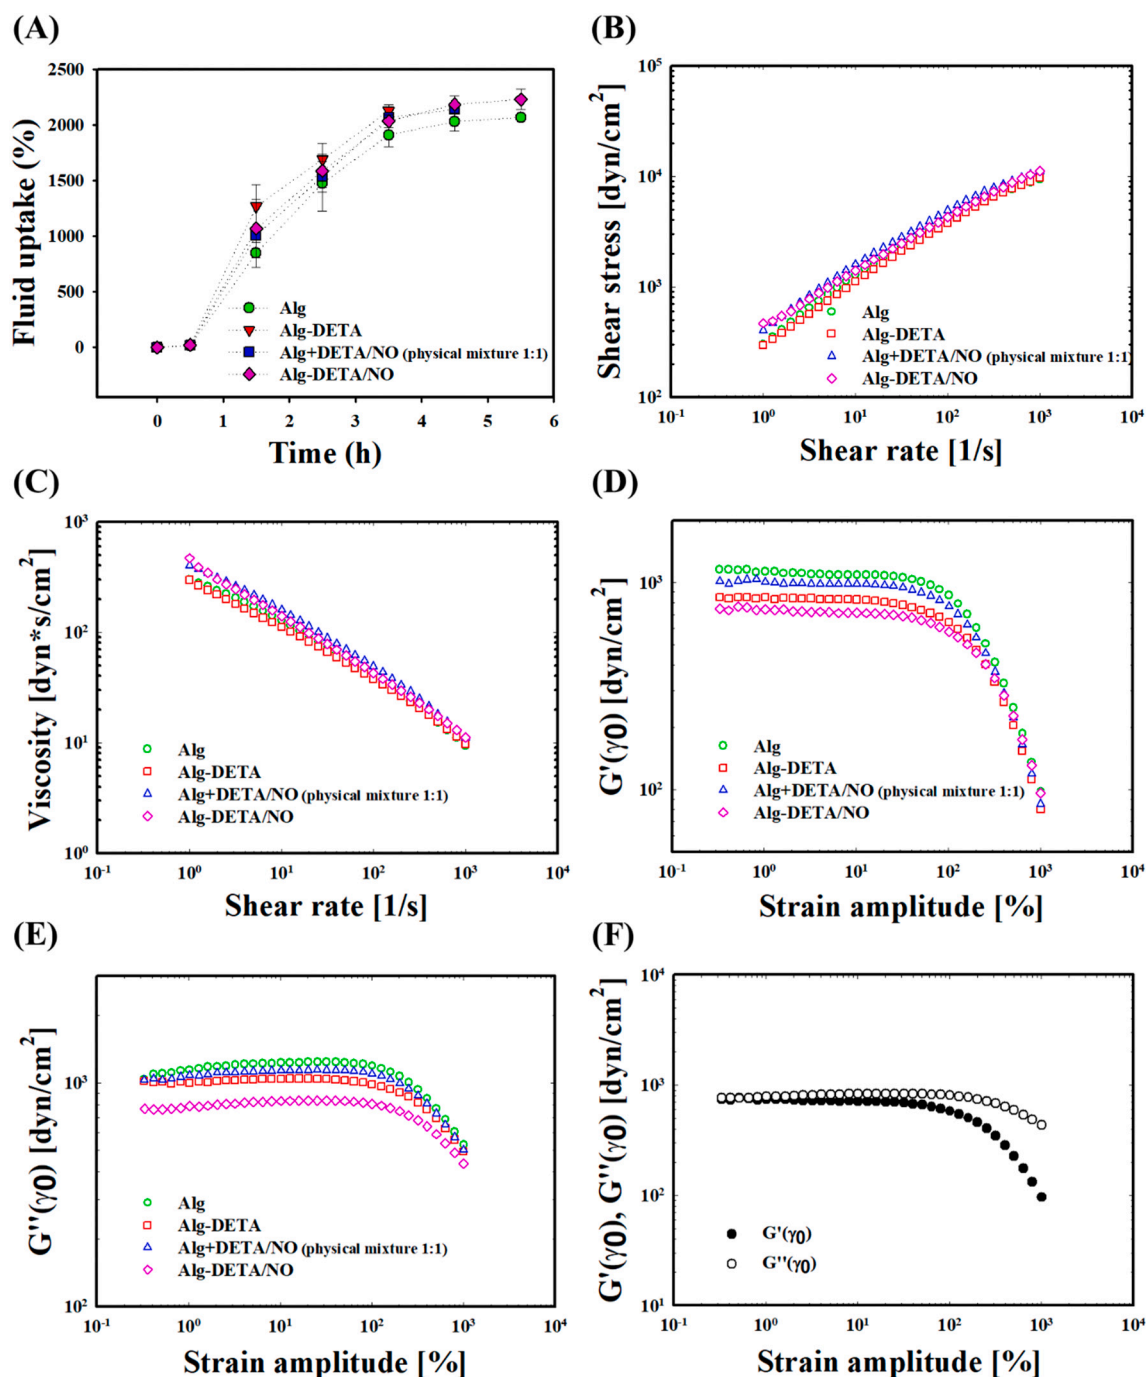 (A)
Fluid uptake (%)
2500
2000
1500
1000
500
0
0 1 2 3 4 5 6
Time (h)
Alg
Alg-DETA
Alg+DETA/NO (physical mixture 1:1)
Alg-DETA/NO
(B)
Shear stress [dyn/cm²]
10⁵
10⁴
10³
10²
10⁻¹ 10⁰ 10¹ 10² 10³ 10⁴
Shear rate [1/s]
Alg
Alg-DETA
Alg+DETA/NO (physical mixture 1:1)
Alg-DETA/NO
(C)
Viscosity [dyn*s/cm²]
10³
10²
10¹
10⁰
10⁻¹ 10⁰ 10¹ 10² 10³ 10⁴
Shear rate [1/s]
Alg
Alg-DETA
Alg+DETA/NO (physical mixture 1:1)
Alg-DETA/NO
(D)
G'(γ0) [dyn/cm²]
10³
10²
10⁻¹ 10⁰ 10¹ 10² 10³ 10⁴
Strain amplitude [%]
Alg
Alg-DETA
Alg+DETA/NO (physical mixture 1:1)
Alg-DETA/NO
(E)
G''(γ0) [dyn/cm²]
10³
10²
10⁻¹ 10⁰ 10¹ 10² 10³ 10⁴
Strain amplitude [%]
Alg
Alg-DETA
Alg+DETA/NO (physical mixture 1:1)
Alg-DETA/NO
(F)
G'(γ0), G''(γ0) [dyn/cm²]
10⁴
10³
10²
10¹
10⁻¹ 10⁰ 10¹ 10² 10³ 10⁴
Strain amplitude [%]
G'(γ0)
G''(γ0)